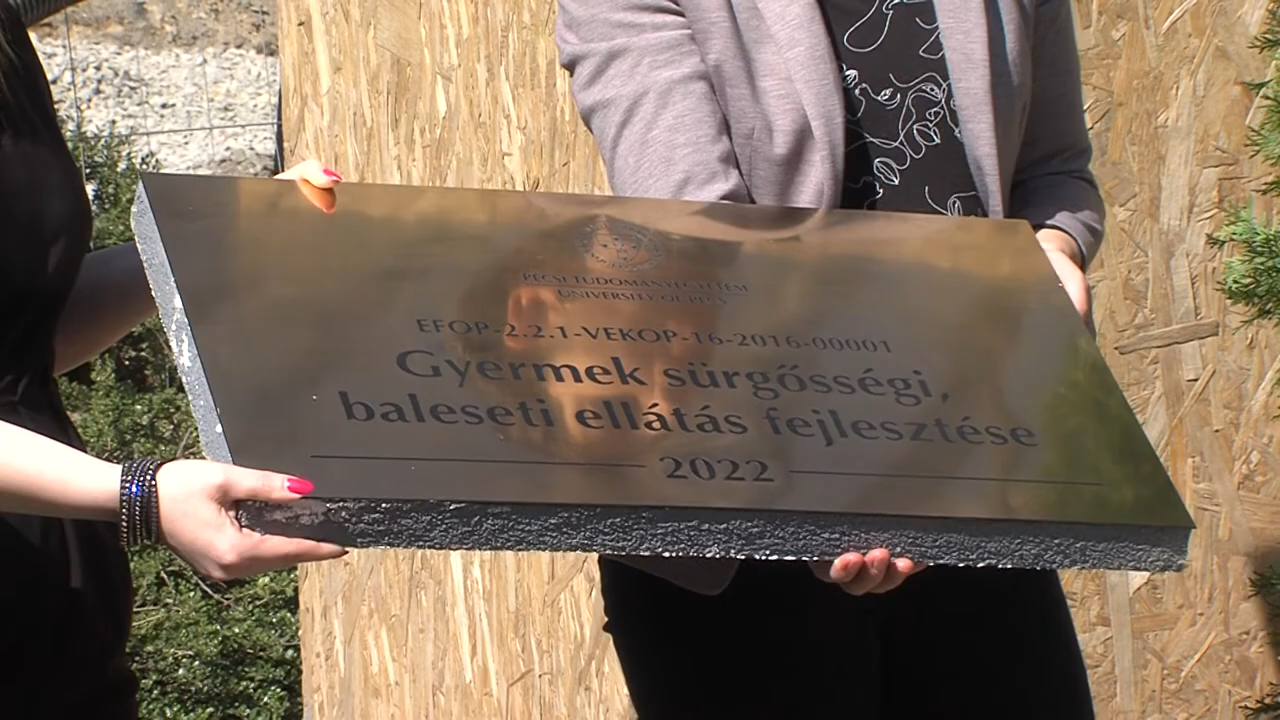 PÉCSI TUDOMÁNYEGYETEM
UNIVERSITY OF PÉCS
EFOP-2.2.1-VEKOP-16-2016-00001
Gyermek sürgősségi,
baleseti ellátás fejlesztése
2022